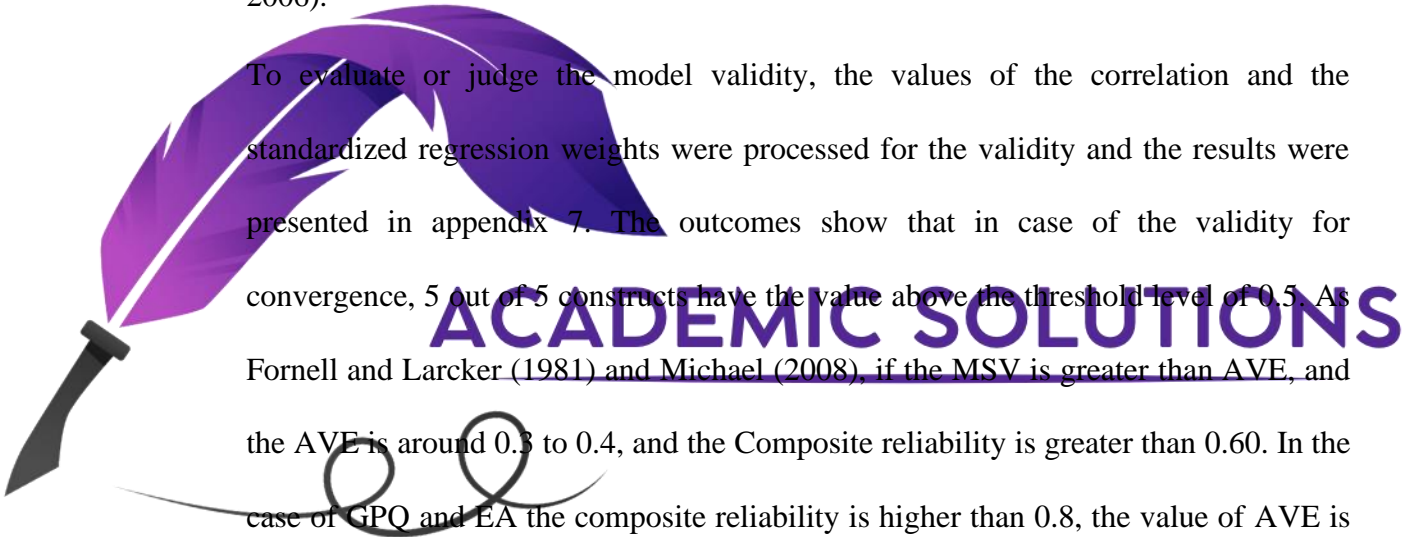 2006).
To evaluate or judge the model validity, the values of the correlation and the
standardized regression weights were processed for the validity and the results were
presented in appendix 7. The outcomes show that in case of the validity for
convergence, 5 out of 5 constructs have the value above the threshold level of 0.5. As
ACADEMIC SOLUTIONS
Fornell and Larcker (1981) and Michael (2008), if the MSV is greater than AVE, and
the AVE is around 0.3 to 0.4, and the Composite reliability is greater than 0.60. In the
case of GPQ and EA the composite reliability is higher than 0.8, the value of AVE is